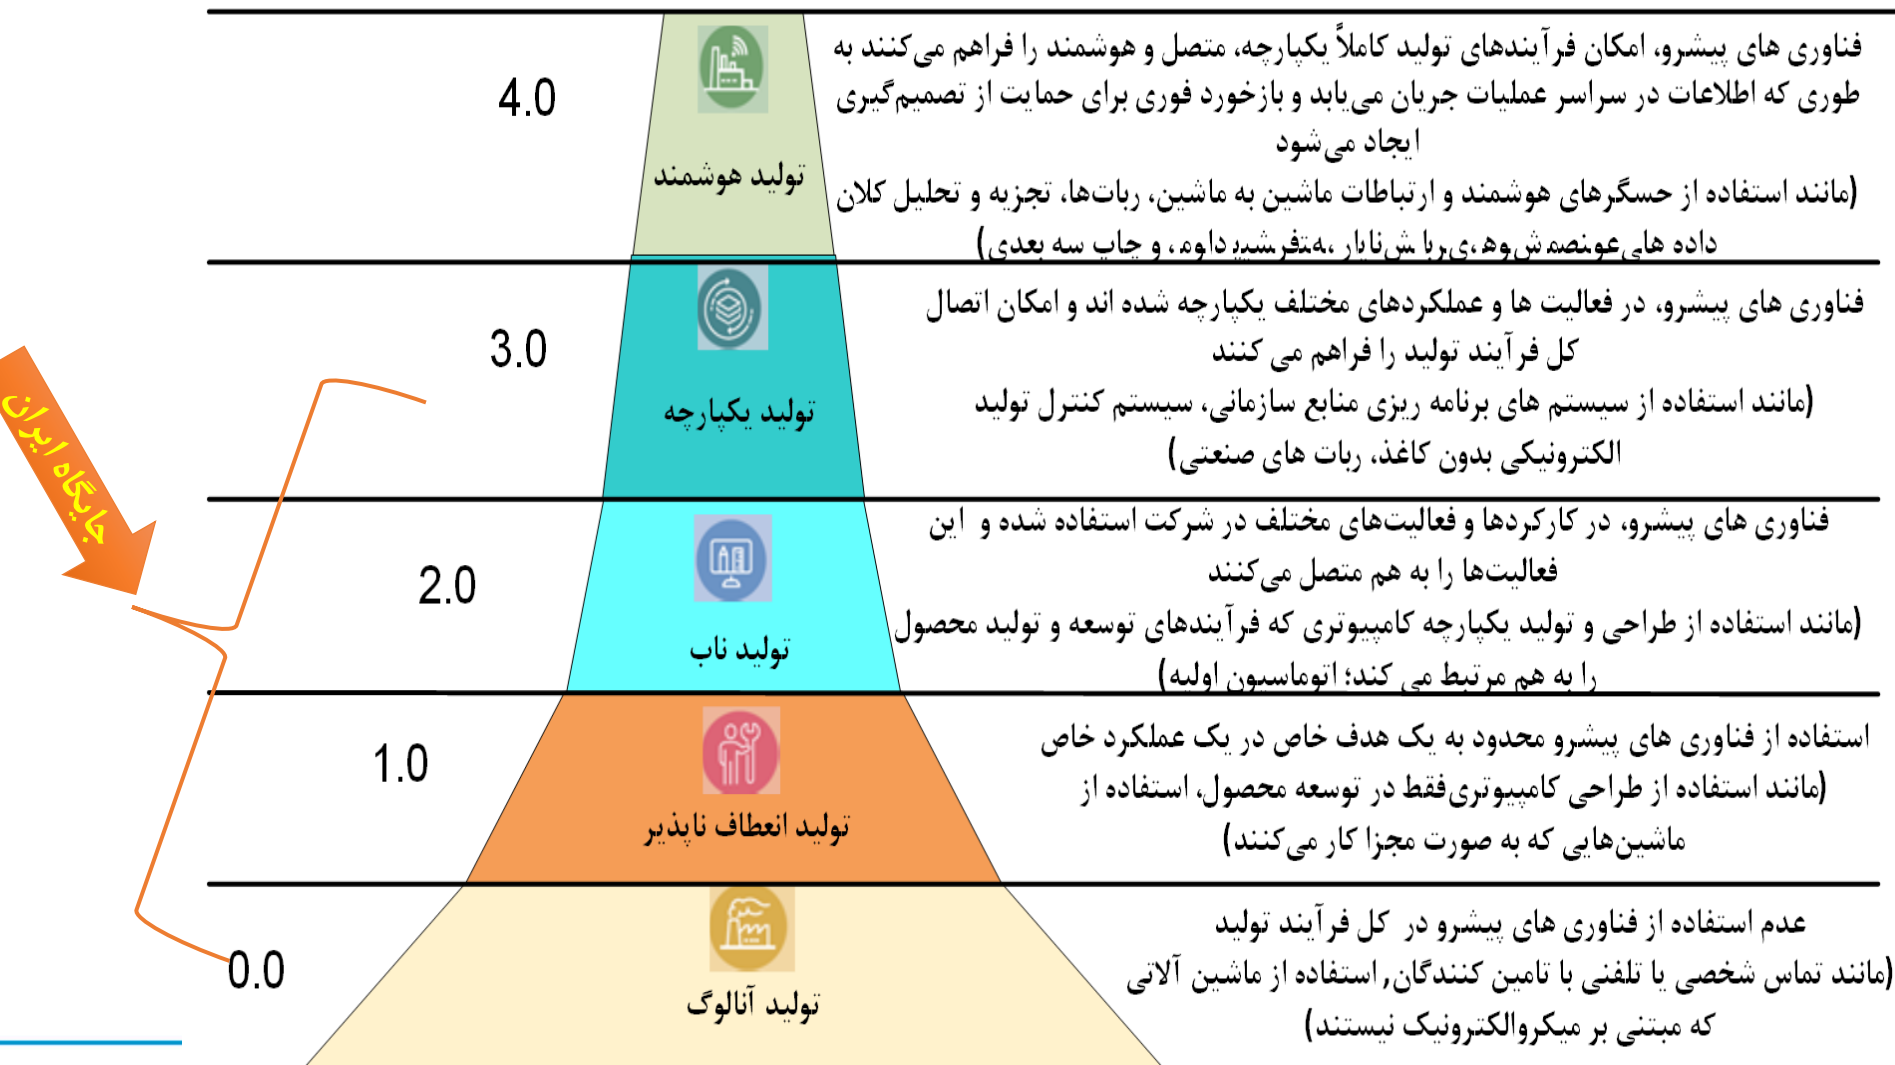 4.0
تولید هوشمند
فناوری های پیشرو، امکان فرآیندهای تولید کاملاً یکپارچه، متصل و هوشمند را فراهم می‌کنند به
طوری که اطلاعات در سراسر عملیات جریان می‌یابد و بازخورد فوری برای حمایت از تصمیم‌گیری
ایجاد می‌شود
(مانند استفاده از حسگرهای هوشمند و ارتباطات ماشین به ماشین، ربات‌ها، تجزیه و تحلیل کلان
داده های و چاپ سه بعدی)
3.0
تولید یکپارچه
فناوری های پیشرو، در فعالیت ها و عملکردهای مختلف یکپارچه شده اند و امکان اتصال
کل فرآیند تولید را فراهم می کنند
(مانند استفاده از سیستم های برنامه ریزی منابع سازمانی، سیستم کنترل تولید
الکترونیکی بدون کاغذ، ربات های صنعتی)
جایگاه ایران
2.0
تولید ناب
فناوری های پیشرو، در کارکردها و فعالیت‌های مختلف در شرکت استفاده شده و این
فعالیت‌ها را به هم متصل می‌کنند
(مانند استفاده از طراحی و تولید یکپارچه کامپیوتری که فرآیندهای توسعه و تولید محصول
را به هم مرتبط می کند؛ اتوماسیون اولیه)
1.0
تولید انعطاف ناپذیر
استفاده از فناوری های پیشرو محدود به یک هدف خاص در یک عملکرد خاص
(مانند استفاده از طراحی کامپیوتری‌فقط در توسعه محصول، استفاده از
ماشین‌هایی که به صورت مجزا کار می‌کنند)
0.0
تولید آنالوگ
عدم استفاده از فناوری های پیشرو در کل فرآیند تولید
(مانند تماس شخصی یا تلفنی با تامین کنندگان, استفاده از ماشین آلاتی
که مبتنی بر میکروالکترونیک نیستند)